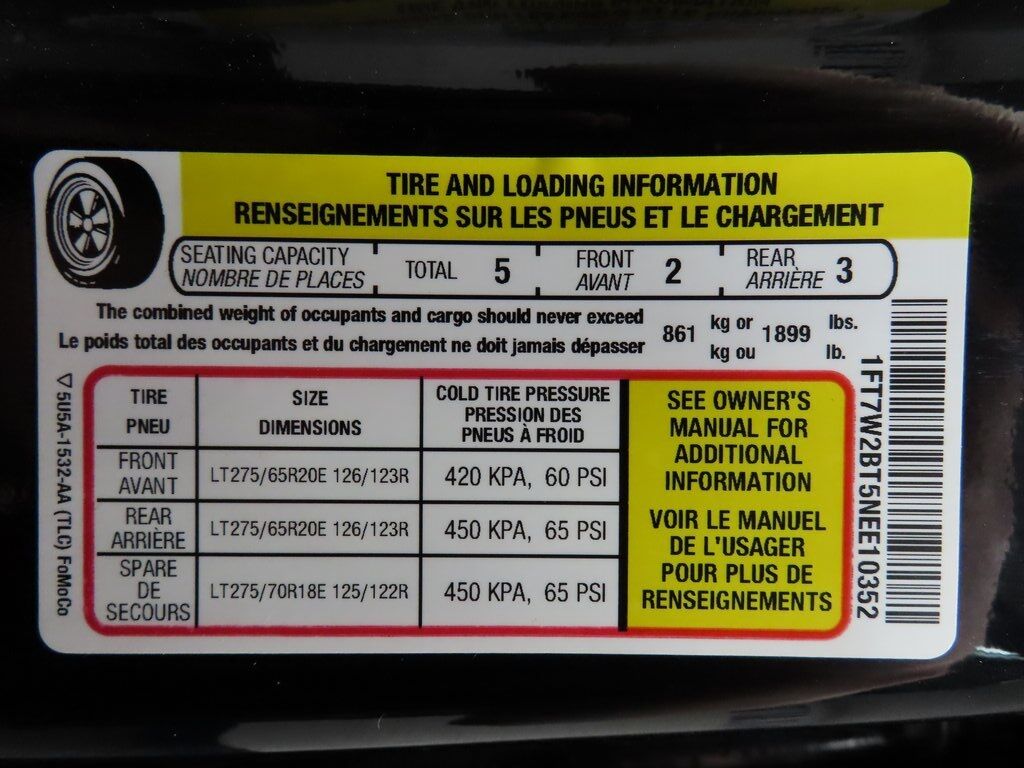 TIRE AND LOADING INFORMATION
RENSEIGNEMENTS SUR LES PNEUS ET LE CHARGEMENT
SEATING CAPACITY TOTAL 5 FRONT 2 REAR 3
NOMBRE DE PLACES AVANT ARRIÈRE
The combined weight of occupants and cargo should never exceed 861 kg or 1899 lbs.
Le poids total des occupants et du chargement ne doit jamais dépasser kg ou lb.
TIRE SIZE COLD TIRE PRESSURE
PNEU DIMENSIONS PRESSION DES
PNEUS À FROID
FRONT
AVANT LT275/65R20E 126/123R 420 KPA, 60 PSI
REAR
ARRIÈRE LT275/65R20E 126/123R 450 KPA, 65 PSI
SPARE
DE
SECOURS LT275/70R18E 125/122R 450 KPA, 65 PSI
SEE OWNER'S
MANUAL FOR
ADDITIONAL
INFORMATION
VOIR LE MANUEL
DE L'USAGER
POUR PLUS DE
RENSEIGNEMENTS
1FT7W2BT5NEE10352
▽ 5U5A-1532-AA (TLC) FoMoCo